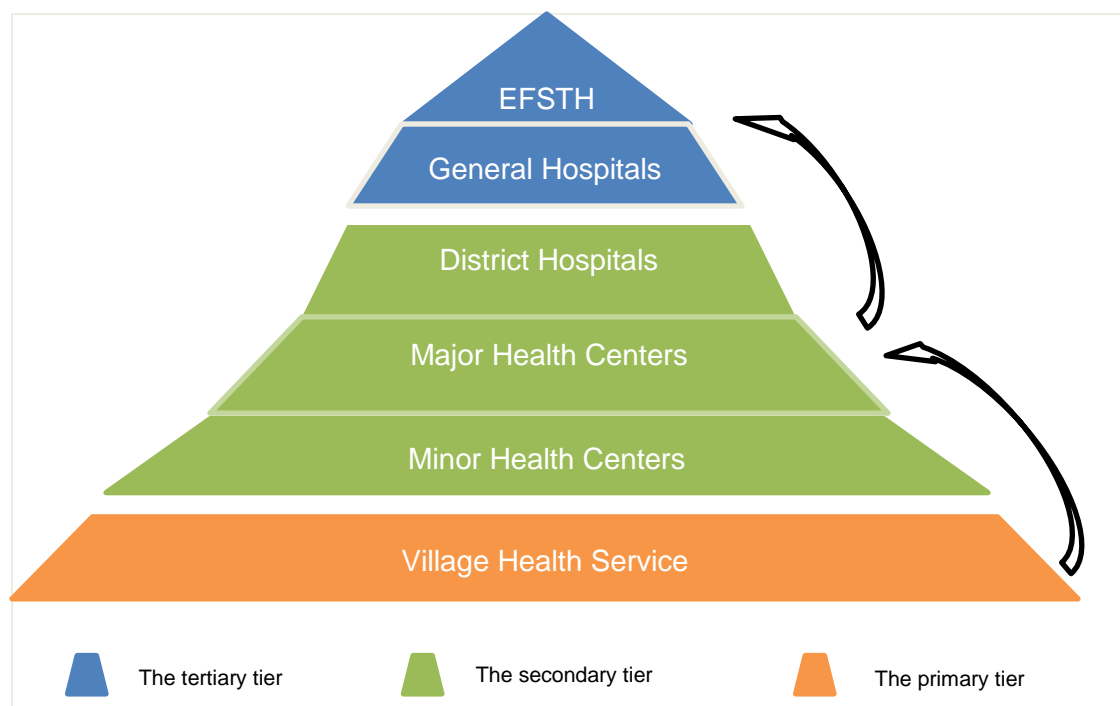 EFSTH
General Hospitals
District Hospitals
Major Health Centers
Minor Health Centers
Village Health Service
The tertiary tier
The secondary tier
The primary tier